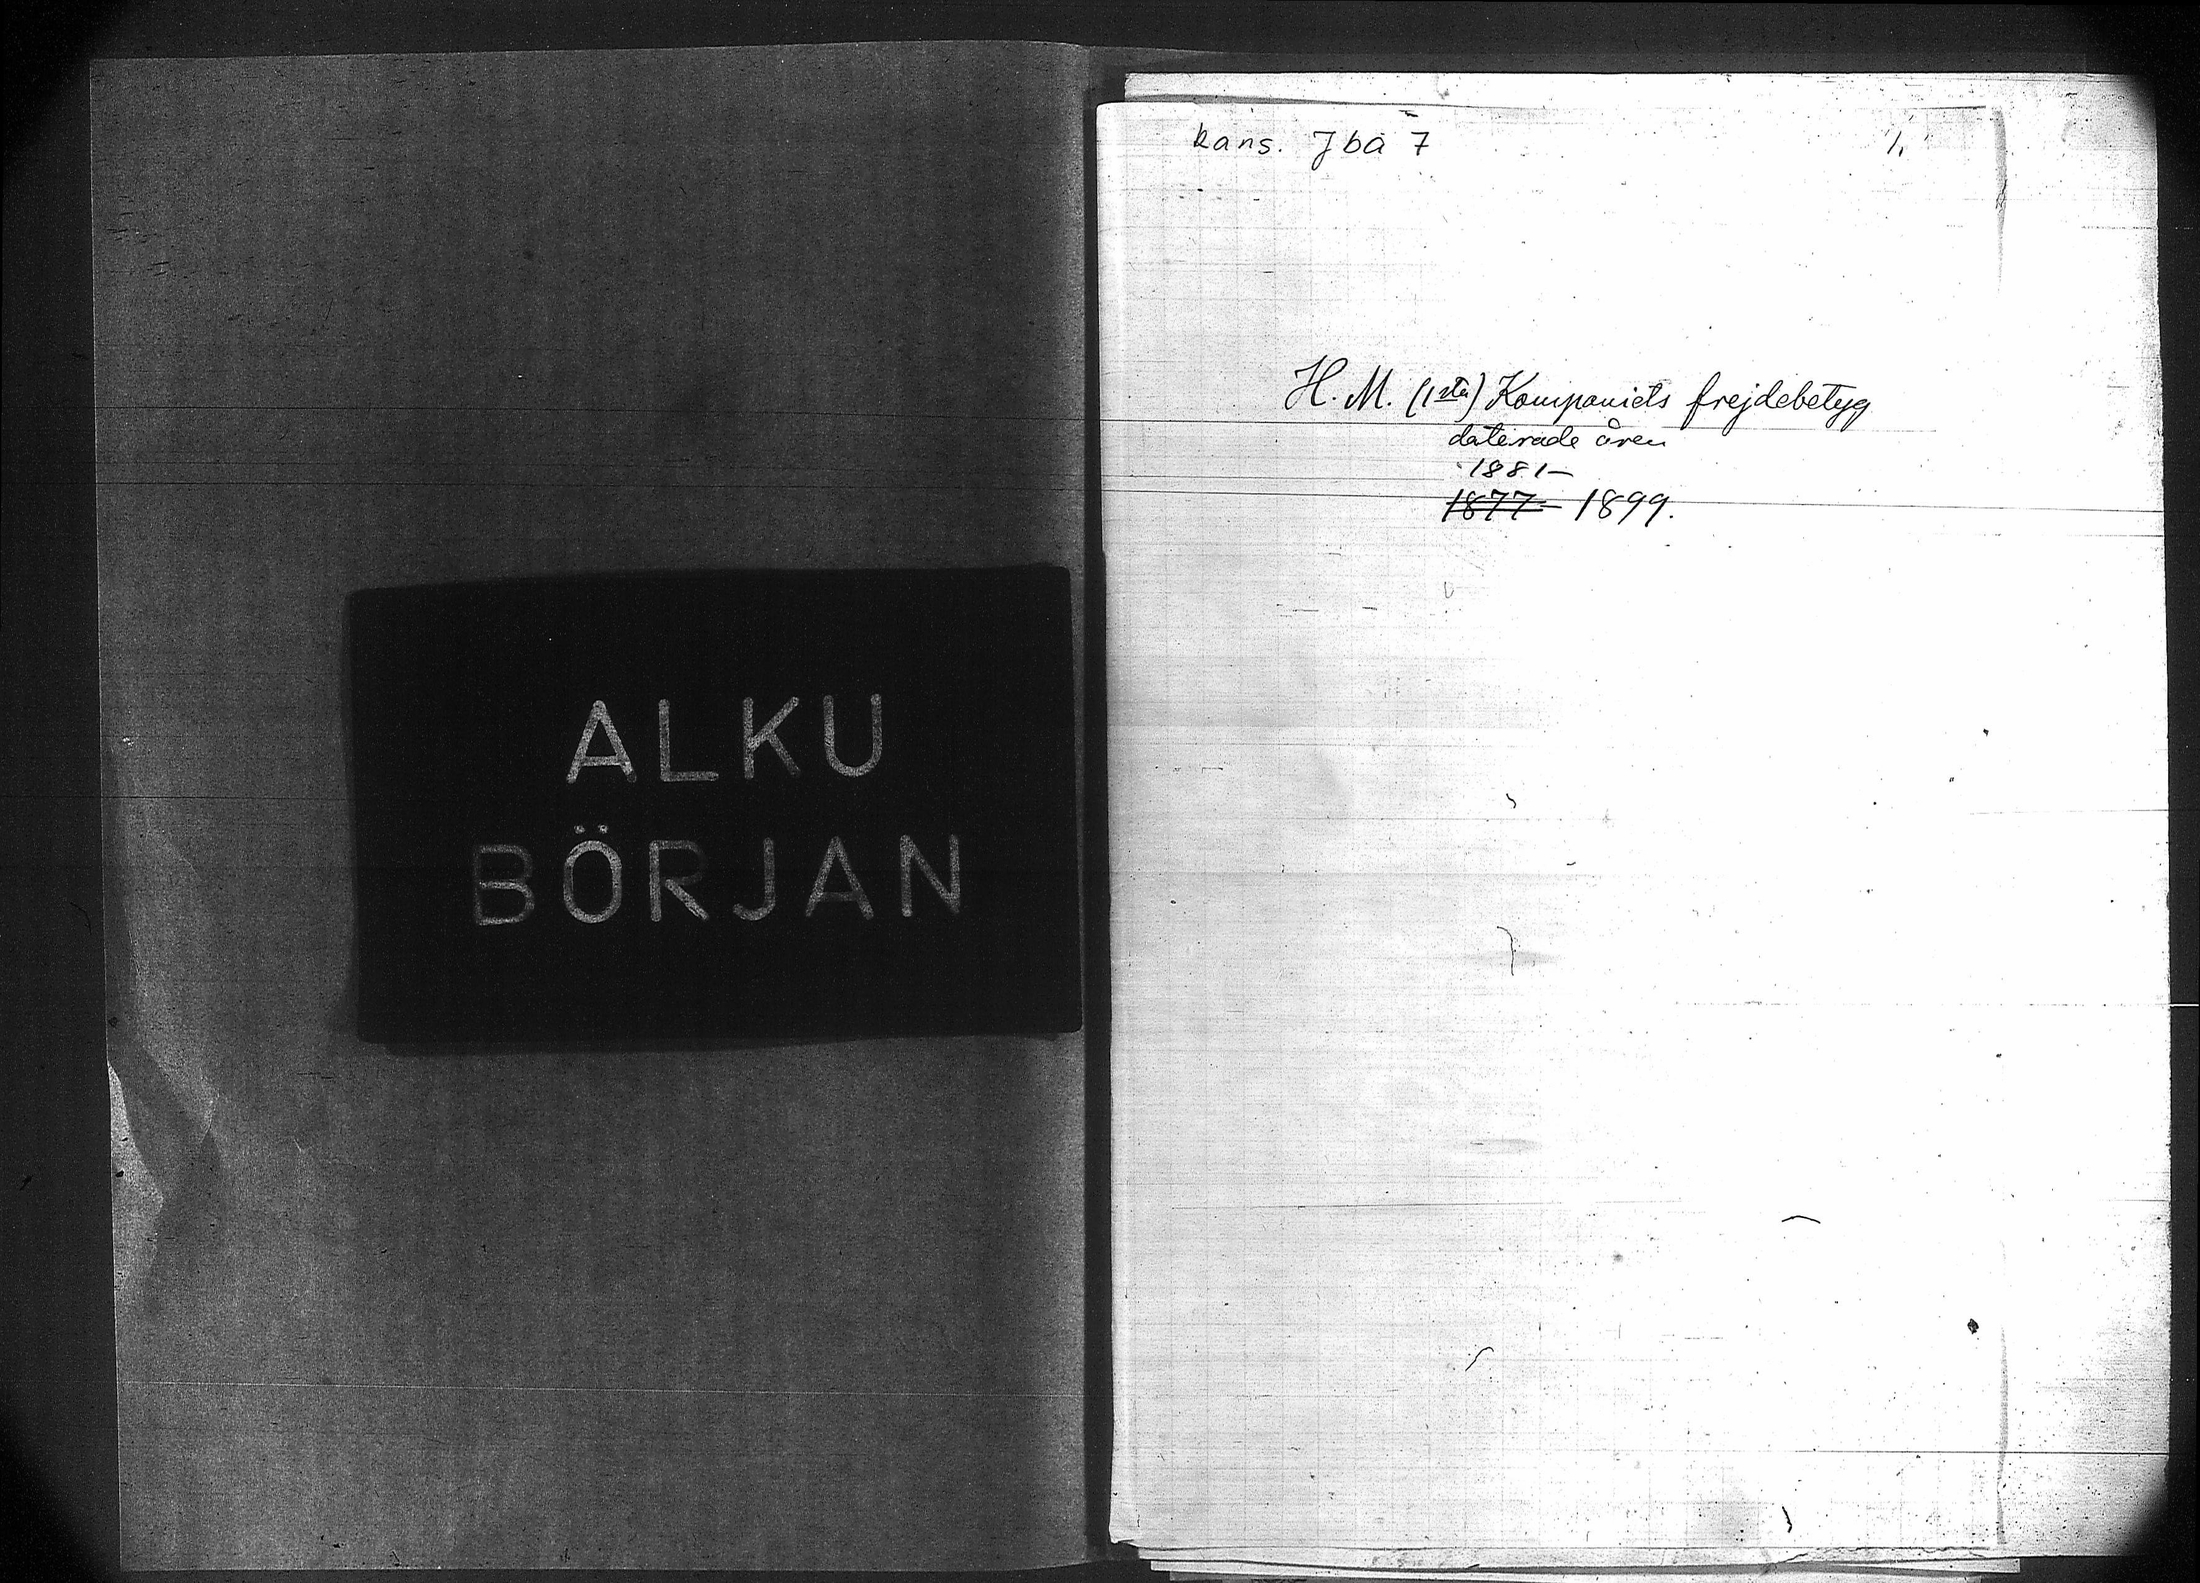 ALKU
BÖRJAN
kans. Jba 7
1.
H. M. (1sta) Kompaniets frejdebetyg
daterade åren
1881-
1877- 1899.